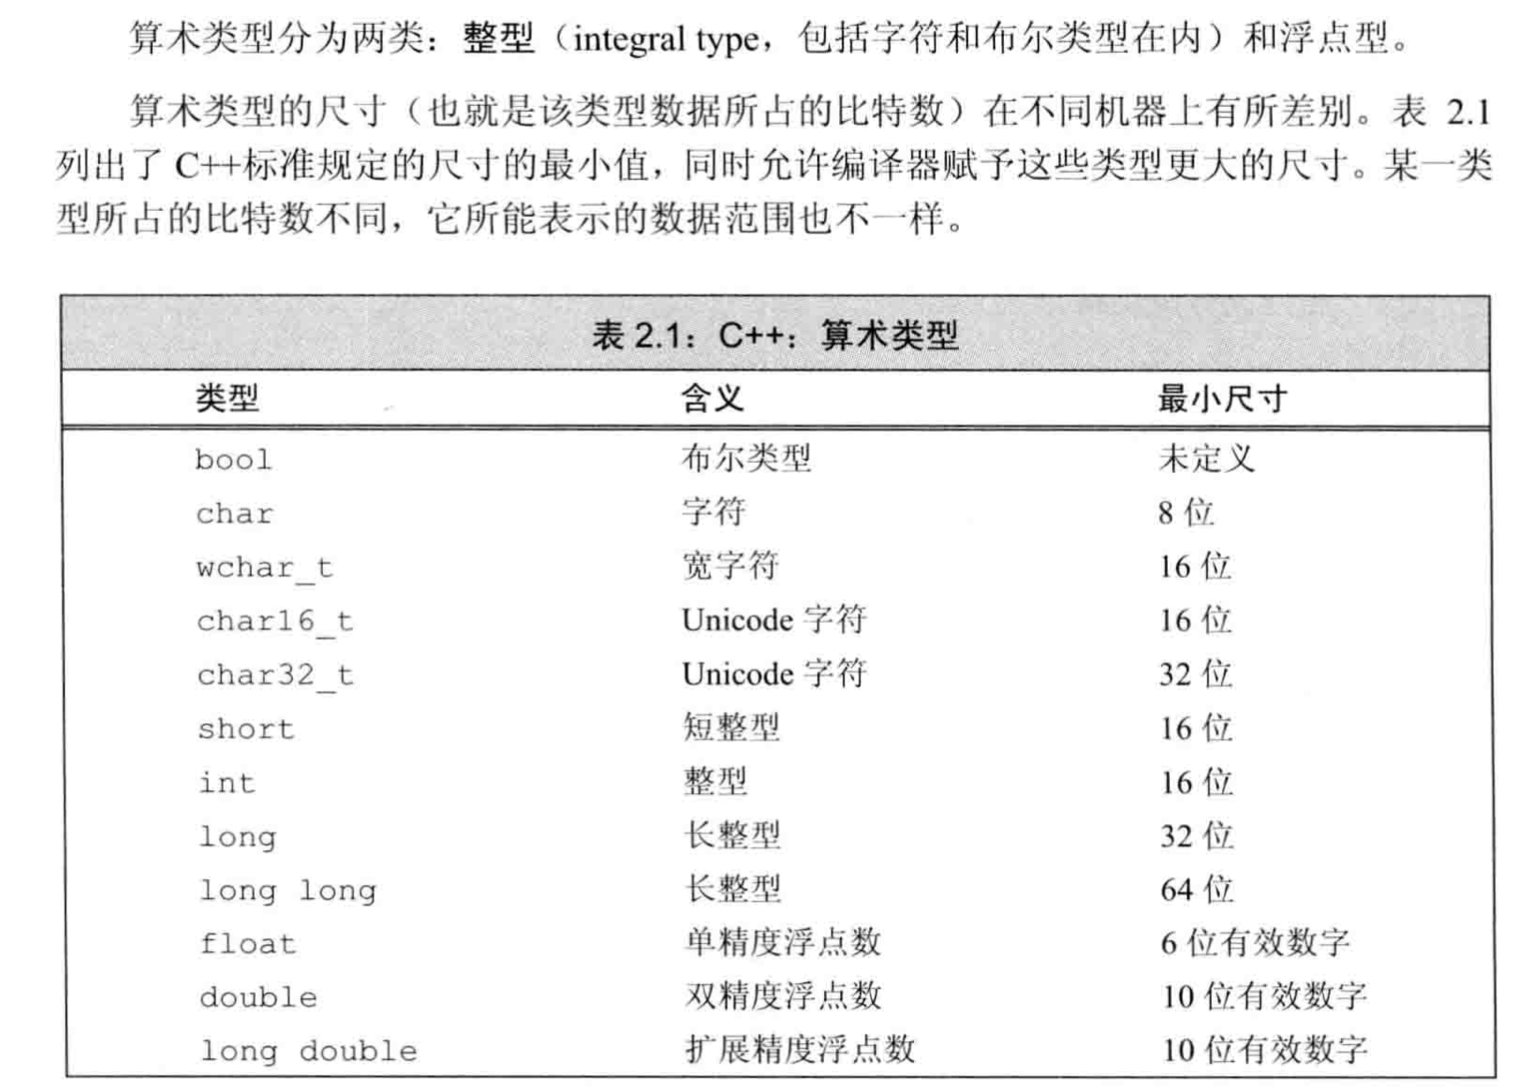 算术类型分为两类：整型（integral type，包括字符和布尔类型在内）和浮点型。
算术类型的尺寸（也就是该类型数据所占的比特数）在不同机器上有所差别。表 2.1
列出了 C++标准规定的尺寸的最小值，同时允许编译器赋予这些类型更大的尺寸。某一类
型所占的比特数不同，它所能表示的数据范围也不一样。
表 2.1：C++：算术类型
类型 含义 最小尺寸
bool 布尔类型 未定义
char 字符 8 位
wchar_t 宽字符 16 位
char16_t Unicode 字符 16 位
char32_t Unicode 字符 32 位
short 短整型 16 位
int 整型 16 位
long 长整型 32 位
long long 长整型 64 位
float 单精度浮点数 6 位有效数字
double 双精度浮点数 10 位有效数字
long double 扩展精度浮点数 10 位有效数字